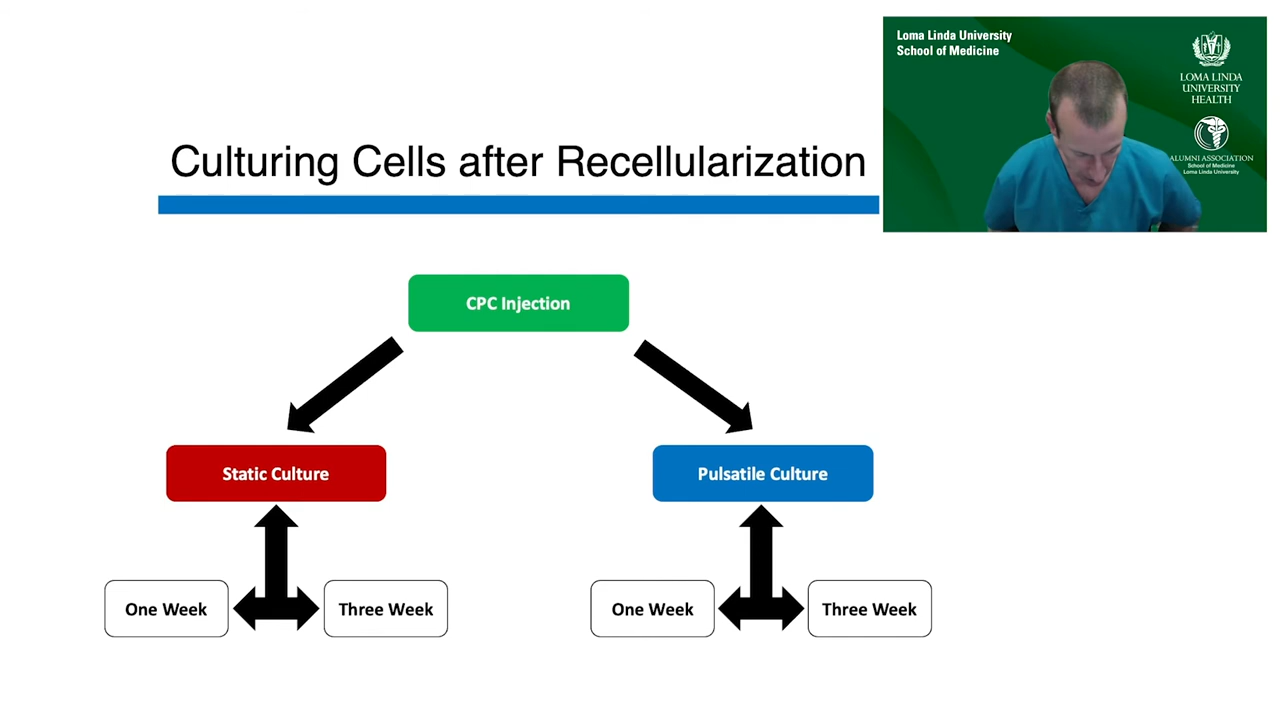 Loma Linda University
School of Medicine
LOMA LINDA
UNIVERSITY
HEALTH
ALUMNI ASSOCIATION
School of Medicine
Loma Linda University
Culturing Cells after Recellularization
CPC Injection
Static Culture
Pulsatile Culture
One Week
Three Week
One Week
Three Week